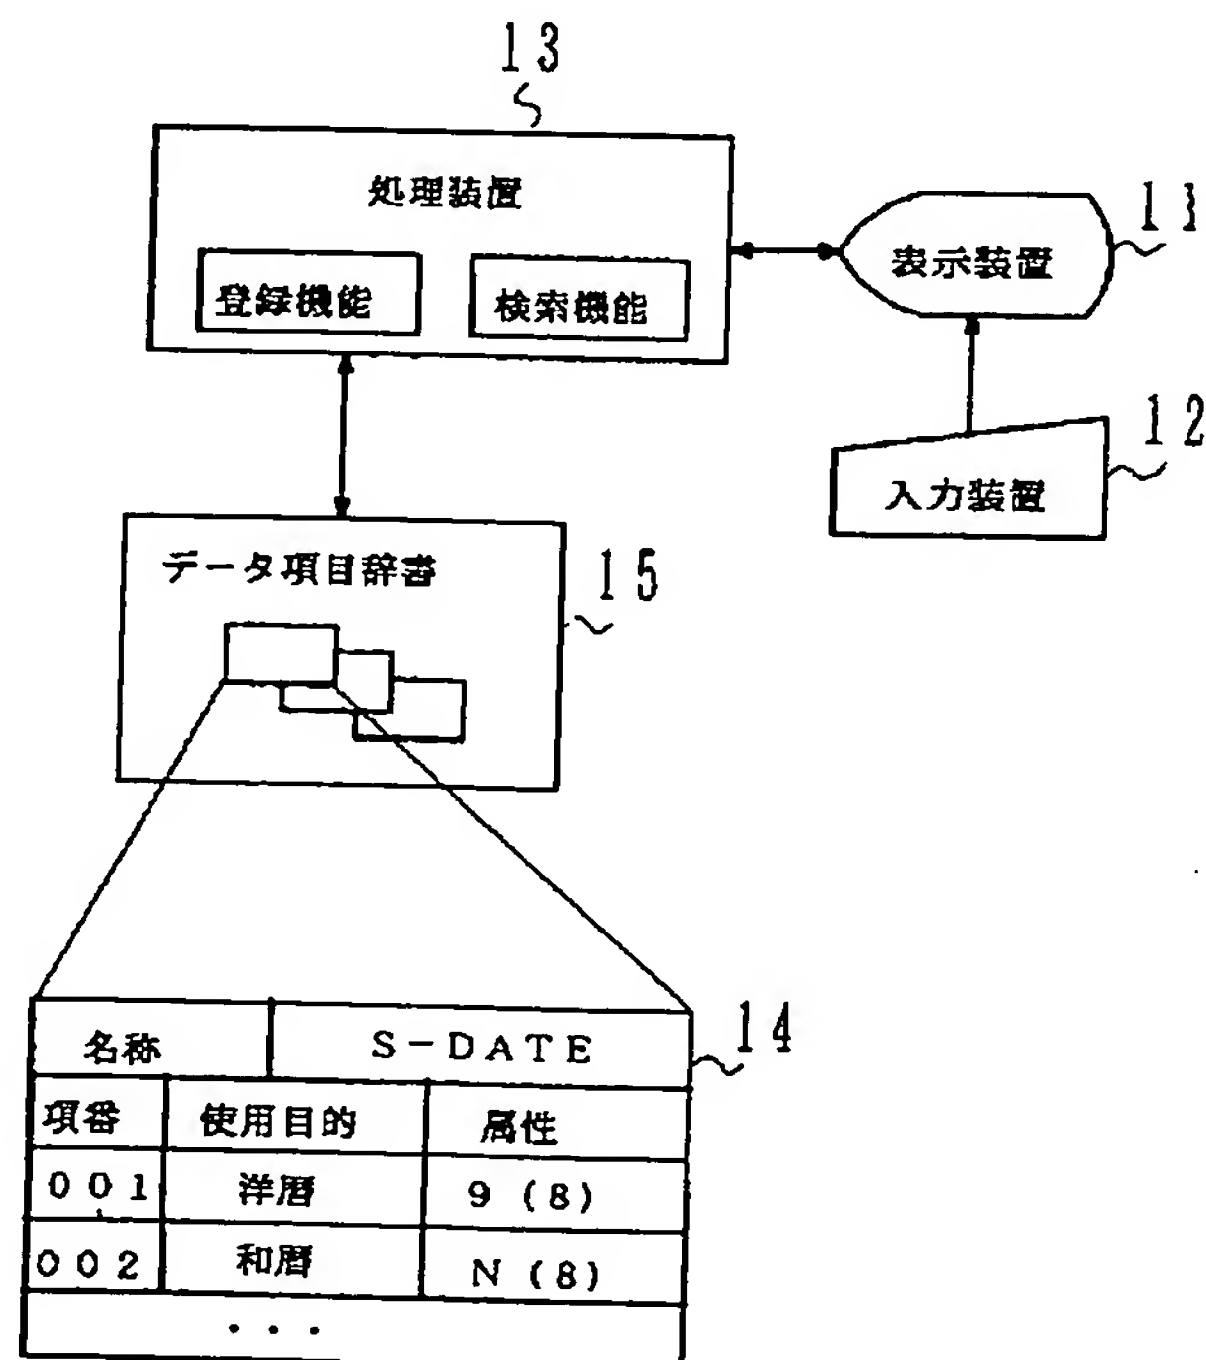 13
処理装置
登録機能
検索機能
11
表示装置
12
入力装置
データ項目辞書
15
14
名称 S-DATE
項番 使用目的 属性
001 洋暦 9(8)
002 和暦 N(8)
・・・